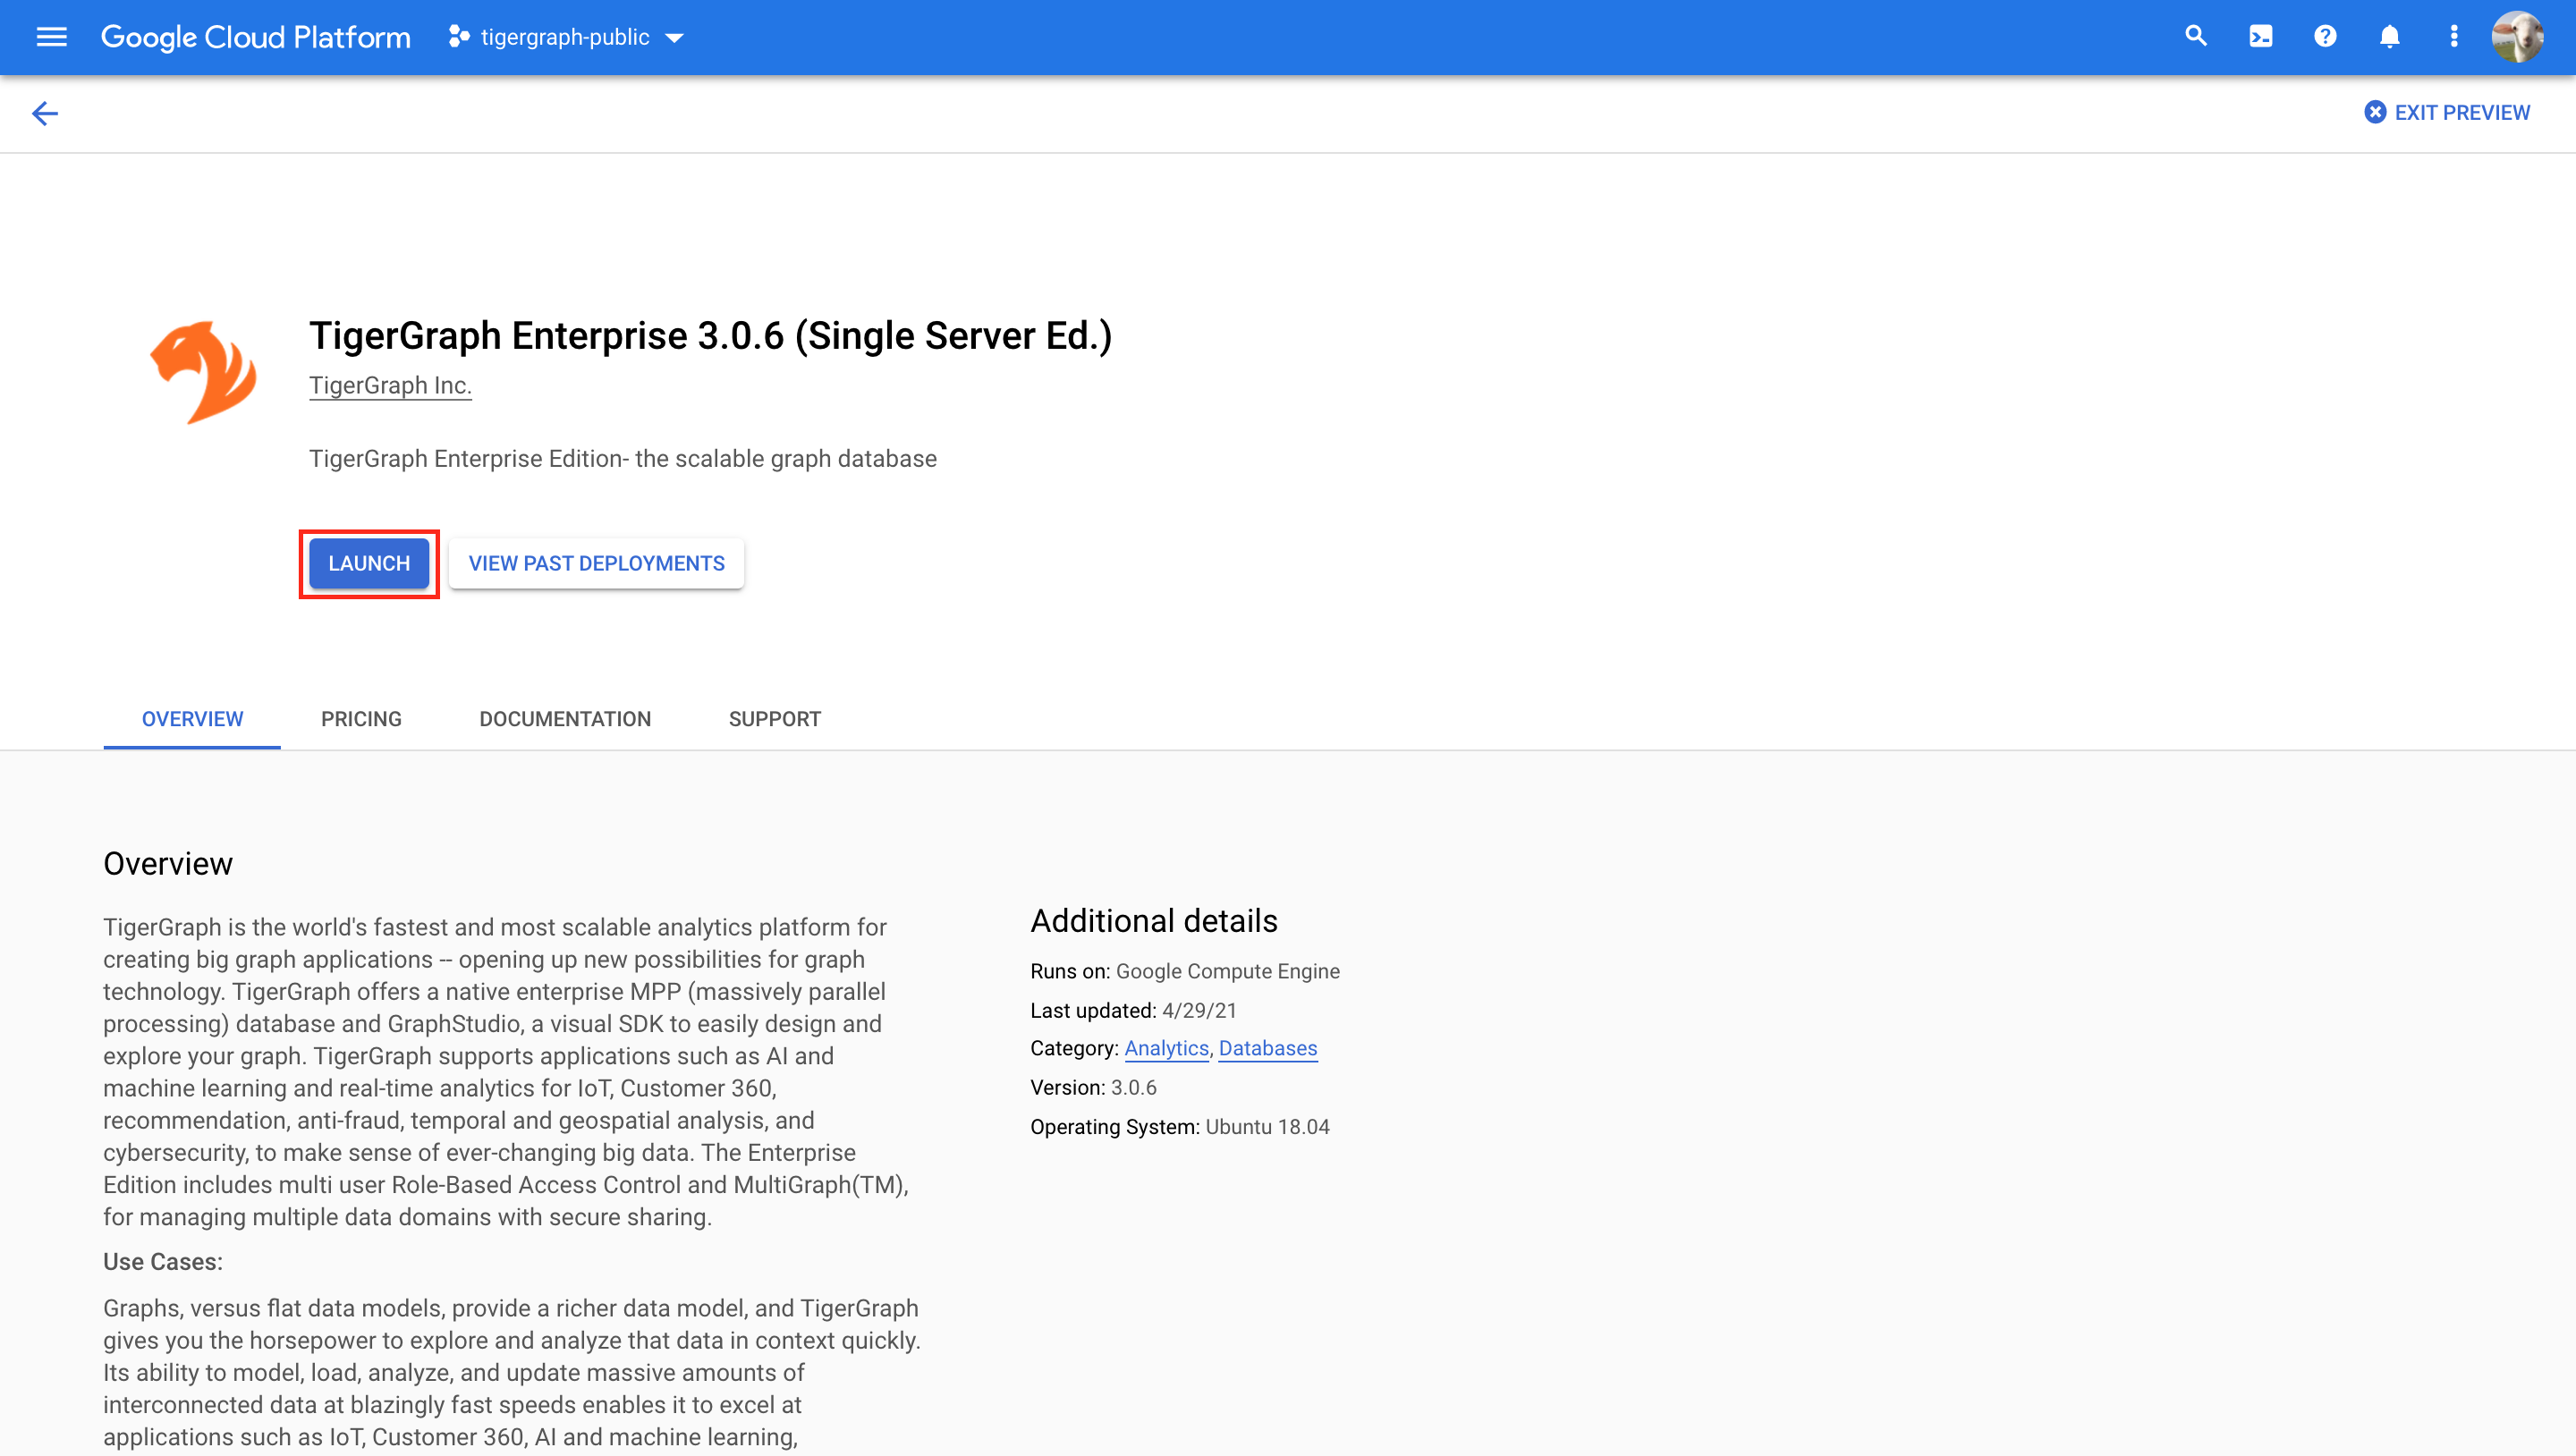 Google Cloud Platform
tigergraph-public
EXIT PREVIEW
TigerGraph Enterprise 3.0.6 (Single Server Ed.)
TigerGraph Inc.
TigerGraph Enterprise Edition- the scalable graph database
LAUNCH
VIEW PAST DEPLOYMENTS
OVERVIEW
PRICING
DOCUMENTATION
SUPPORT
Overview
TigerGraph is the world's fastest and most scalable analytics platform for
creating big graph applications -- opening up new possibilities for graph
technology. TigerGraph offers a native enterprise MPP (massively parallel
processing) database and GraphStudio, a visual SDK to easily design and
explore your graph. TigerGraph supports applications such as AI and
machine learning and real-time analytics for IoT, Customer 360,
recommendation, anti-fraud, temporal and geospatial analysis, and
cybersecurity, to make sense of ever-changing big data. The Enterprise
Edition includes multi user Role-Based Access Control and MultiGraph(TM),
for managing multiple data domains with secure sharing.
Use Cases:
Graphs, versus flat data models, provide a richer data model, and TigerGraph
gives you the horsepower to explore and analyze that data in context quickly.
Its ability to model, load, analyze, and update massive amounts of
interconnected data at blazingly fast speeds enables it to excel at
applications such as IoT, Customer 360, AI and machine learning,
Additional details
Runs on: Google Compute Engine
Last updated: 4/29/21
Category: Analytics, Databases
Version: 3.0.6
Operating System: Ubuntu 18.04